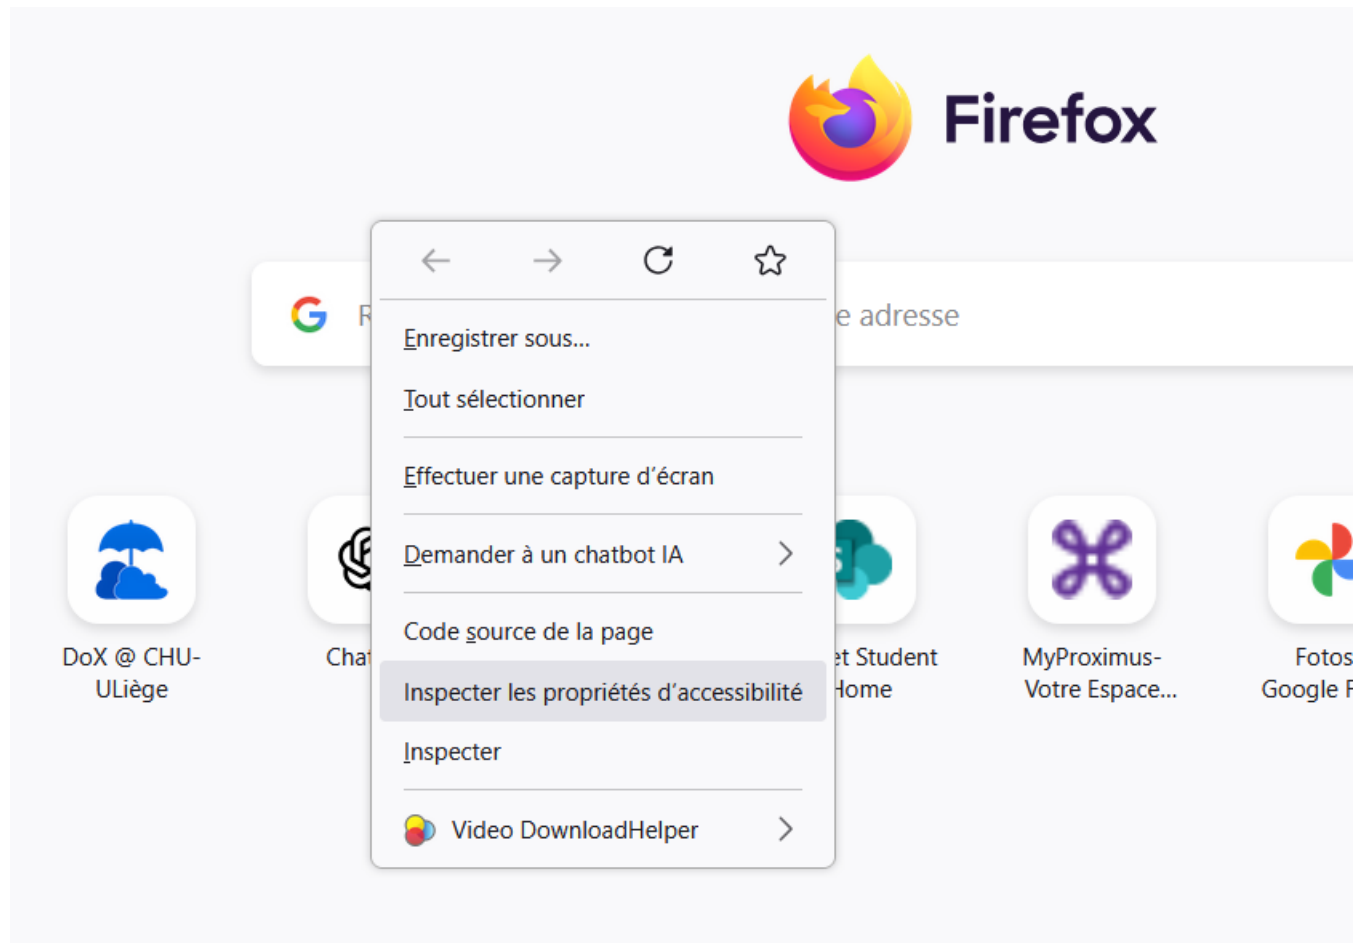 Firefox
e adresse
Enregistrer sous...
Tout sélectionner
Effectuer une capture d’écran
Demander à un chatbot IA
Code source de la page
Inspecter les propriétés d’accessibilité
Inspecter
Video DownloadHelper
DoX @ CHU-
ULiège
Chat
et Student
Home
MyProximus-
Votre Espace...
Fotos
Google